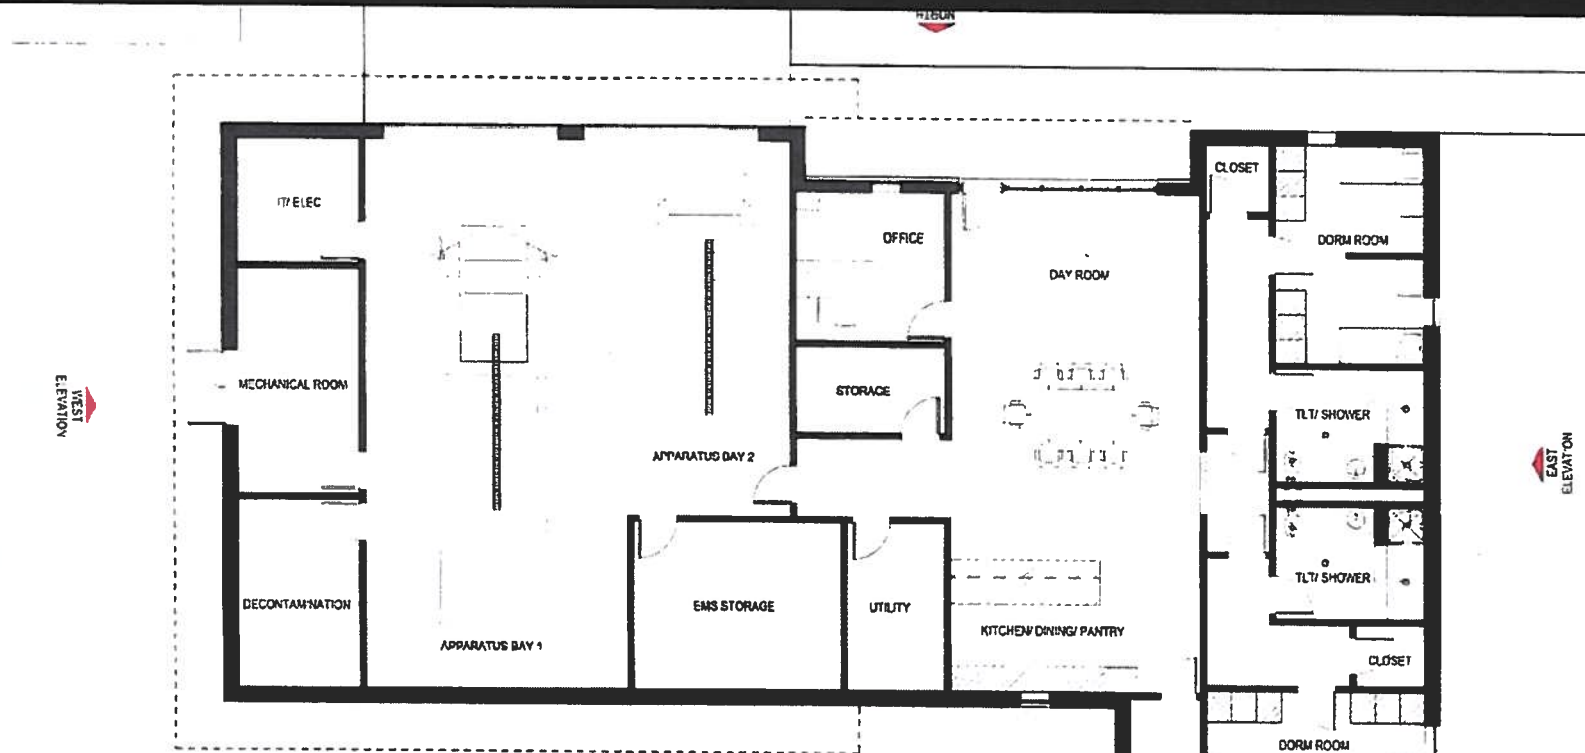 NORTH
CLOSET
IT/ ELEC
OFFICE
DORM ROOM
DAY ROOM
MECHANICAL ROOM
STORAGE
WEST
ELEVATION
TLT/ SHOWER
APPARATUS BAY 2
EAST
ELEVATION
TLT/ SHOWER
DECONTAMINATION
EMS STORAGE
UTILITY
KITCHEN/ DINING/ PANTRY
APPARATUS BAY 1
CLOSET
DORM ROOM